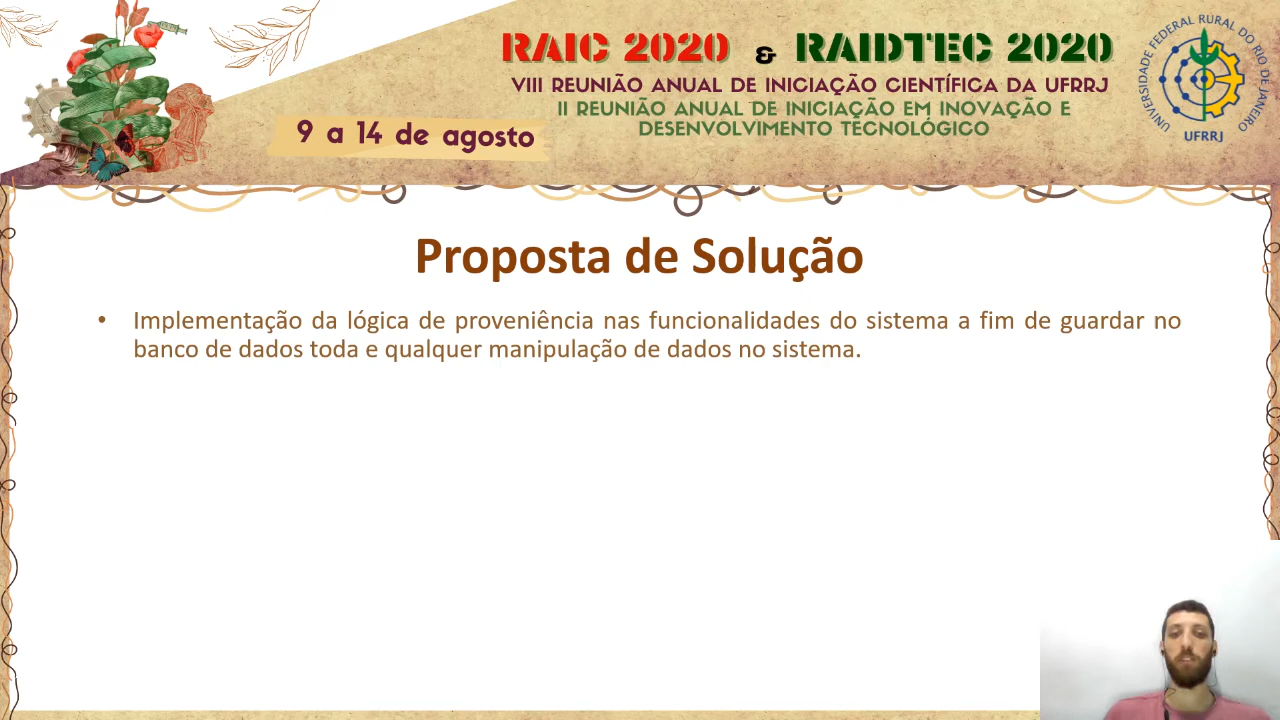 RAIC 2020 & RAIDTEC 2020
VIII REUNIÃO ANUAL DE INICIAÇÃO CIENTÍFICA DA UFRRJ
II REUNIÃO ANUAL DE INICIAÇÃO EM INOVAÇÃO E
DESENVOLVIMENTO TECNOLÓGICO
9 a 14 de agosto
UNIVERSIDADE FEDERAL RURAL DO RIO DE JANEIRO
UFRRJ
Proposta de Solução
• Implementação da lógica de proveniência nas funcionalidades do sistema a fim de guardar no
banco de dados toda e qualquer manipulação de dados no sistema.